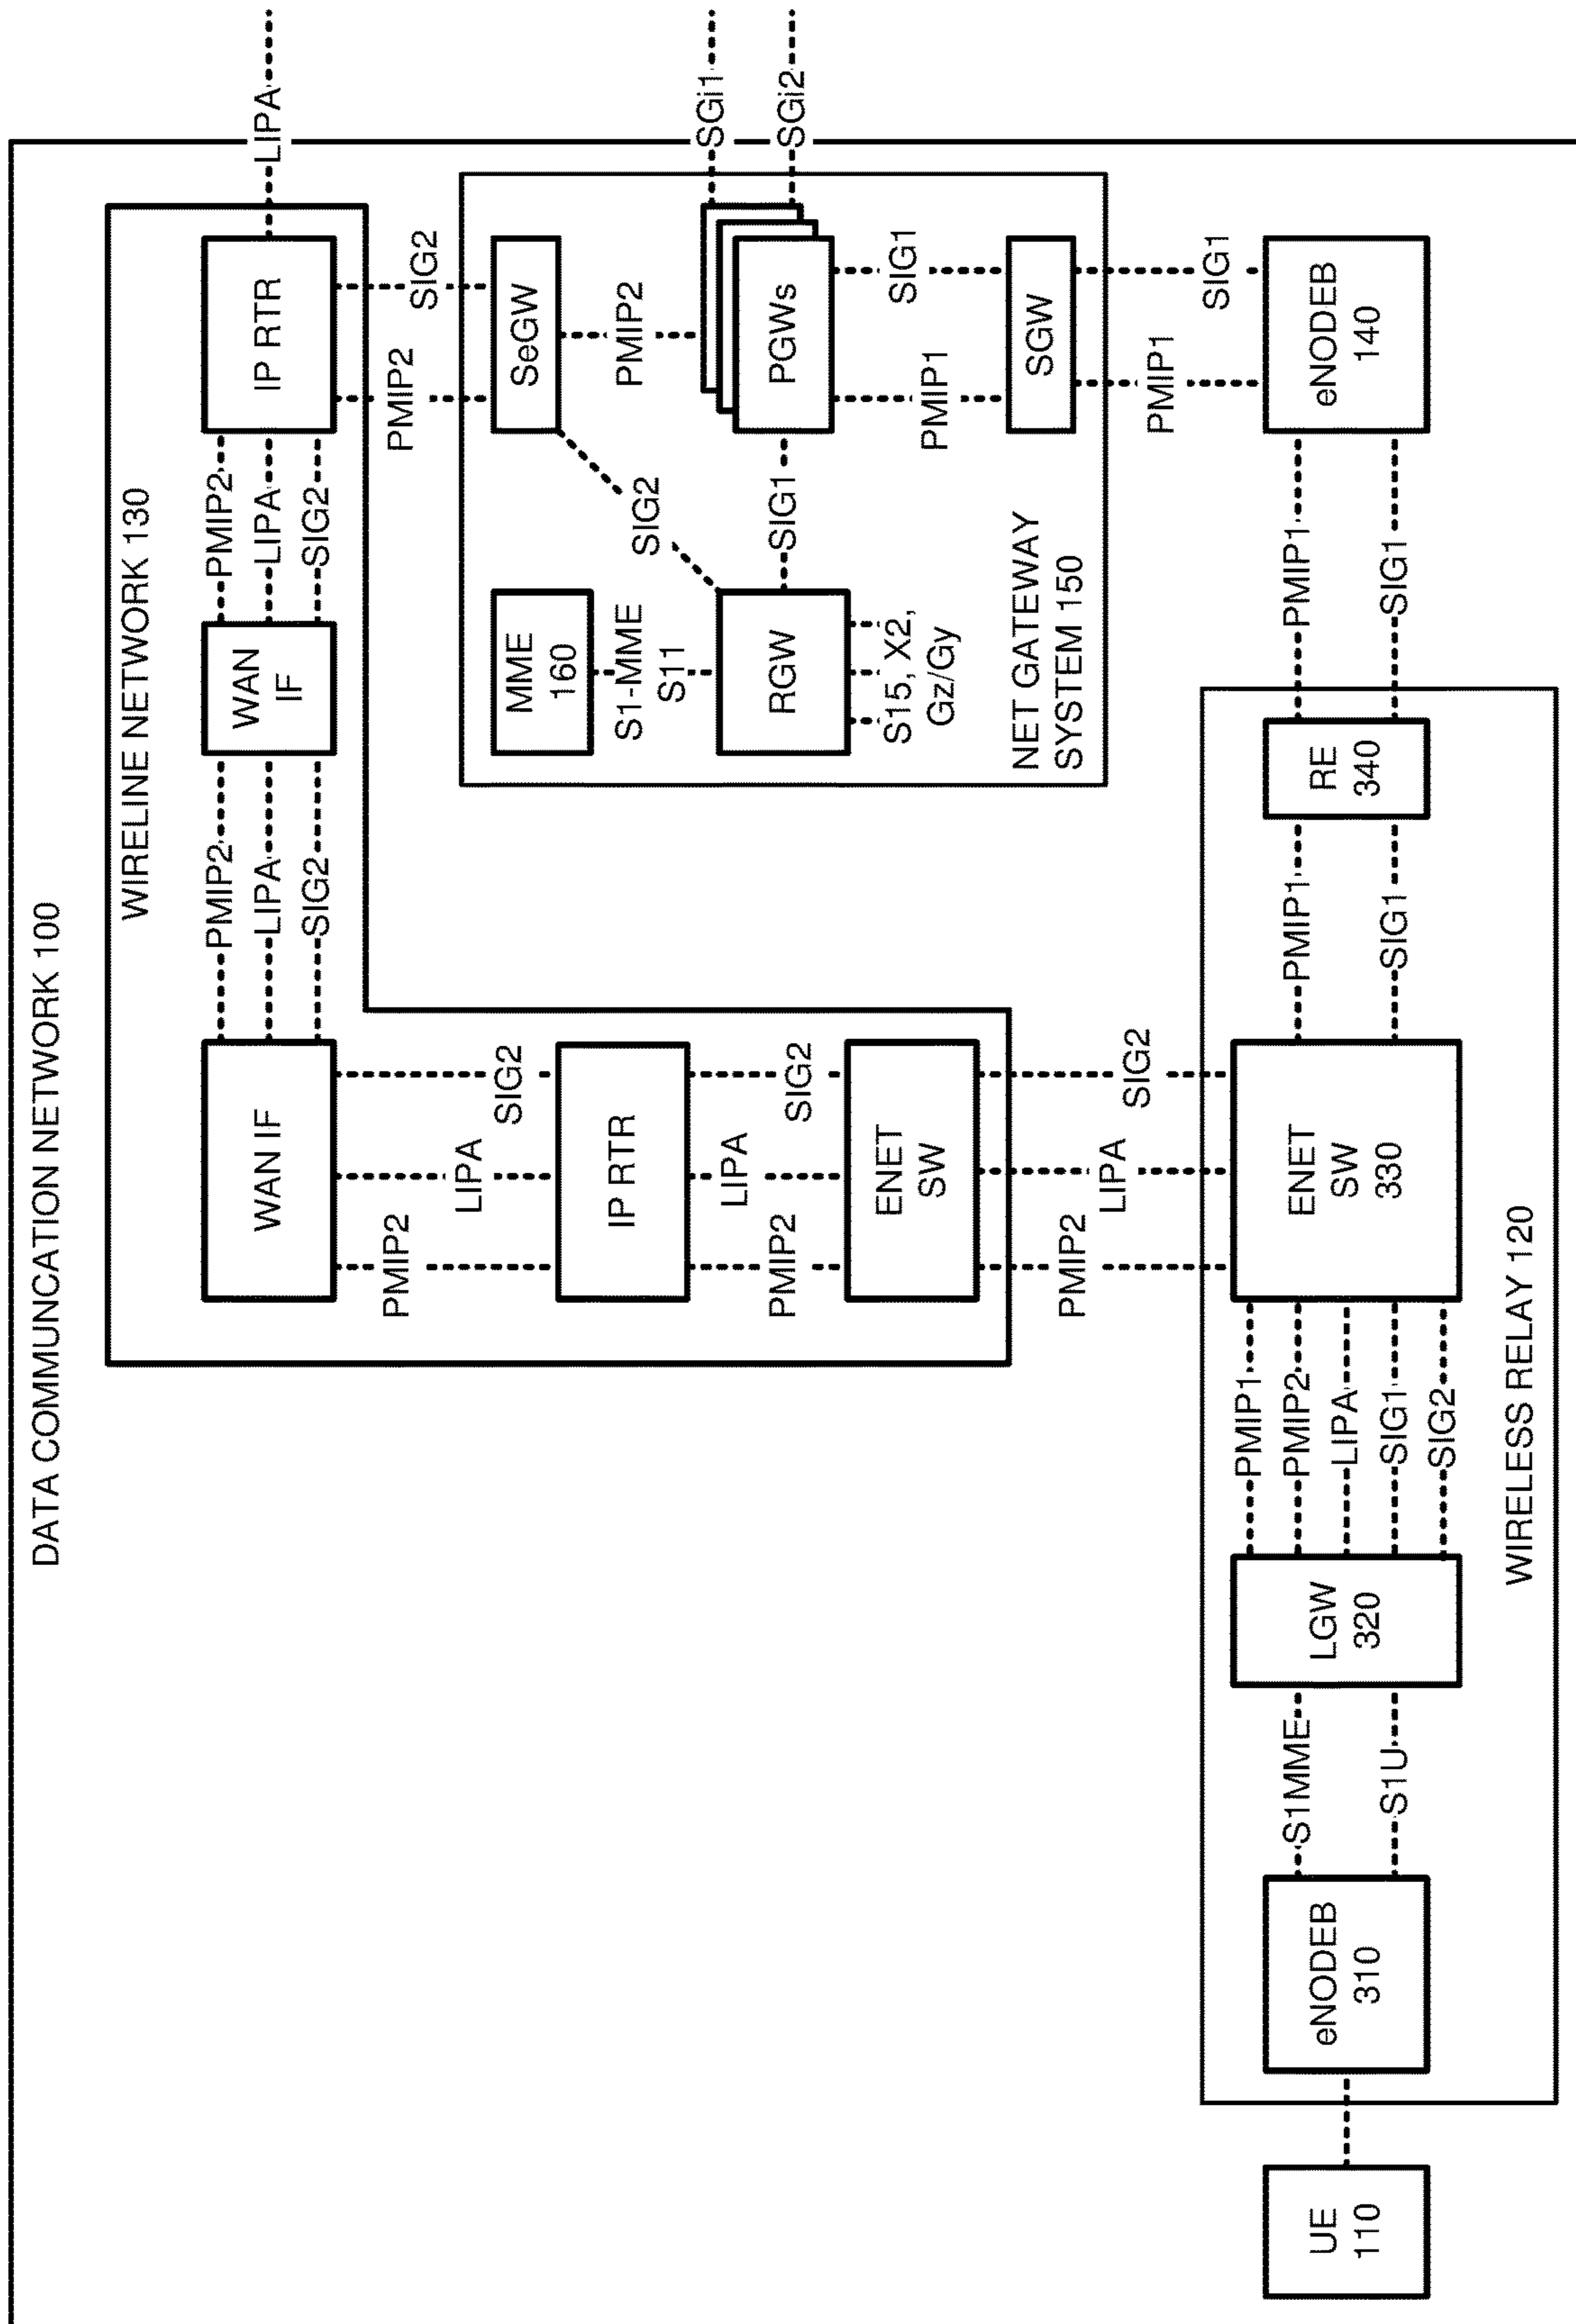 DATA COMMUNCATION NETWORK 100
WIRELINE NETWORK 130
WAN IF
PMIP2
LIPA
SIG2
WAN
IF
PMIP2
LIPA
SIG2
IP RTR
LIPA
PMIP2
LIPA
SIG2
IP RTR
PMIP2
LIPA
SIG2
ENET
SW
PMIP2
LIPA
SIG2
PMIP2
SIG2
MME
160
S1-MME
S11
RGW
S15, X2,
Gz/Gy
SIG2
SeGW
PMIP2
SIG1
PGWs
SGi1
SGi2
PMIP1
SIG1
SGW
NET GATEWAY
SYSTEM 150
PMIP1
SIG1
UE
110
eNODEB
310
S1MME
S1U
LGW
320
PMIP1
PMIP2
LIPA
SIG1
SIG2
ENET
SW
330
PMIP1
SIG1
RE
340
PMIP1
SIG1
eNODEB
140
WIRELESS RELAY 120